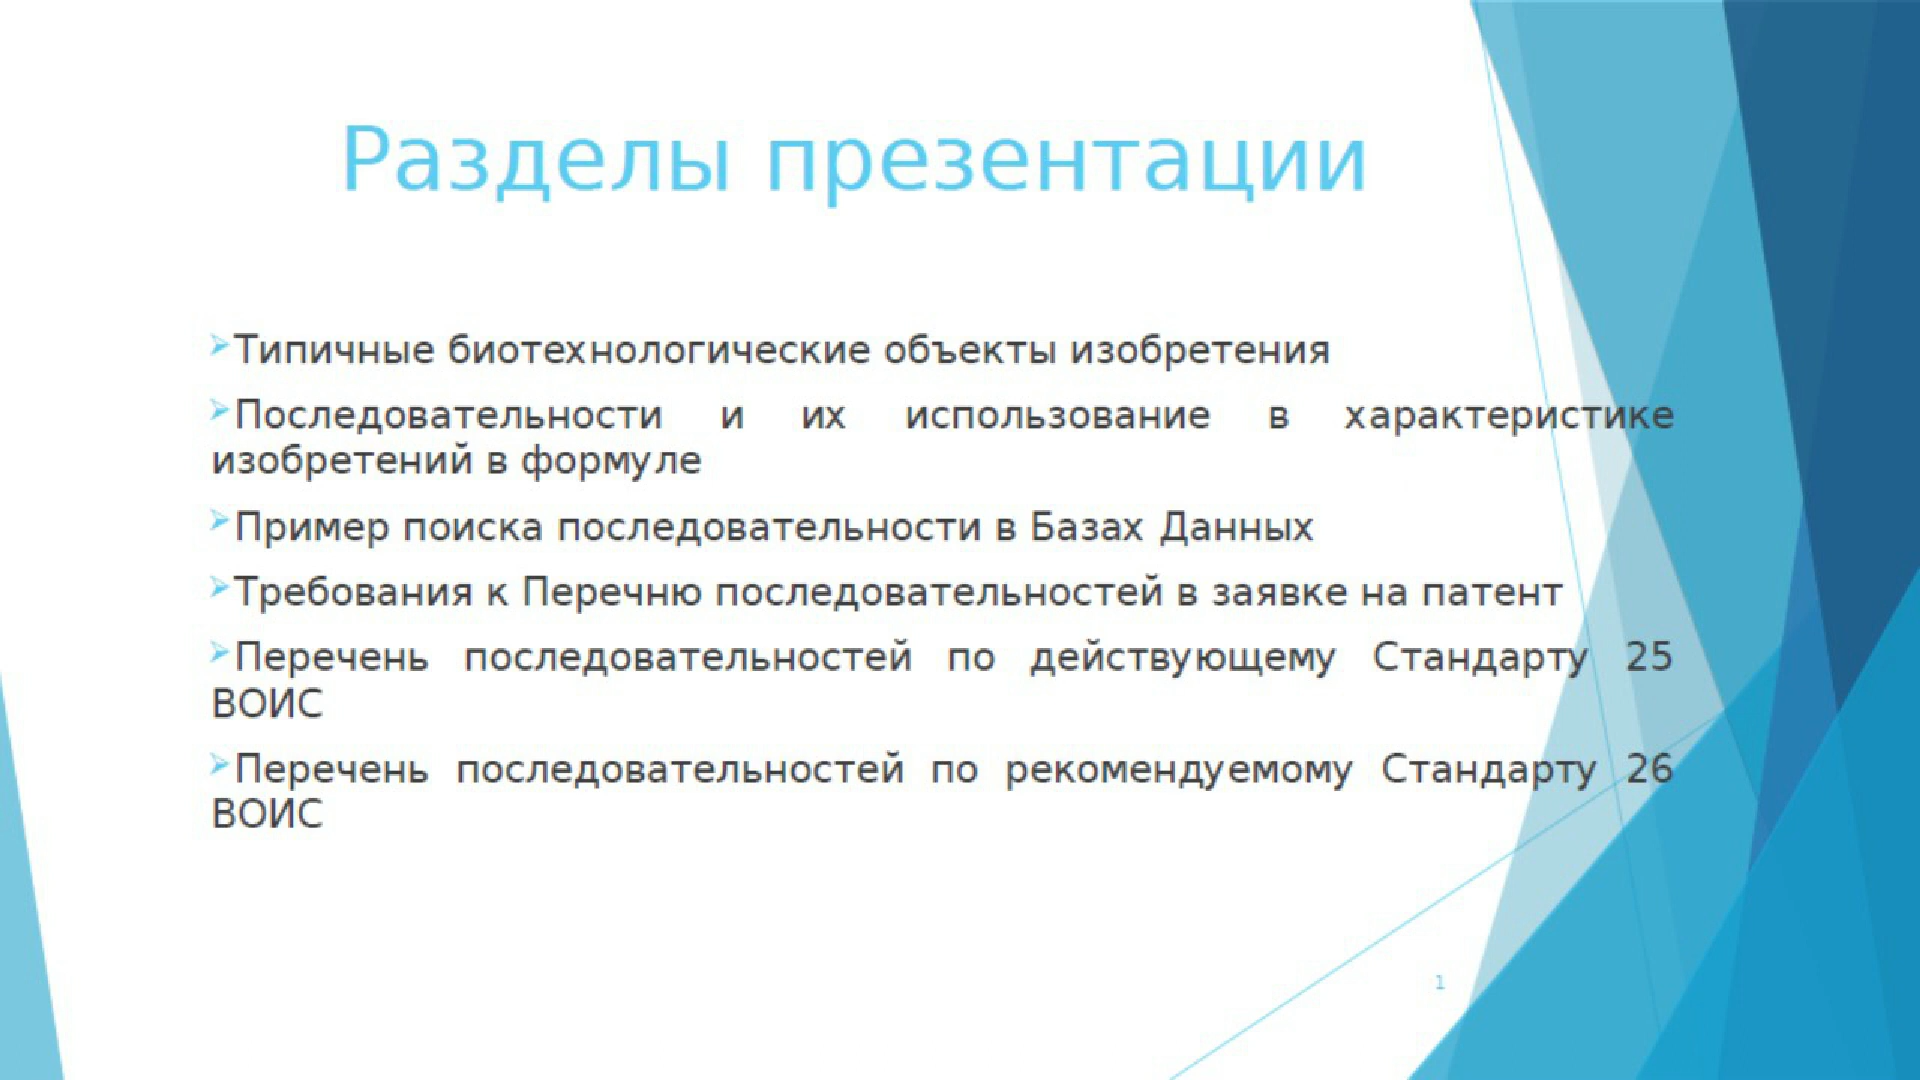 Разделы презентации
Типичные биотехнологические объекты изобретения
Последовательности и их использование в характеристике
изобретений в формуле
Пример поиска последовательности в Базах Данных
Требования к Перечню последовательностей в заявке на патент
Перечень последовательностей по действующему Стандарту 25
ВОИС
Перечень последовательностей по рекомендуемому Стандарту 26
ВОИС
1